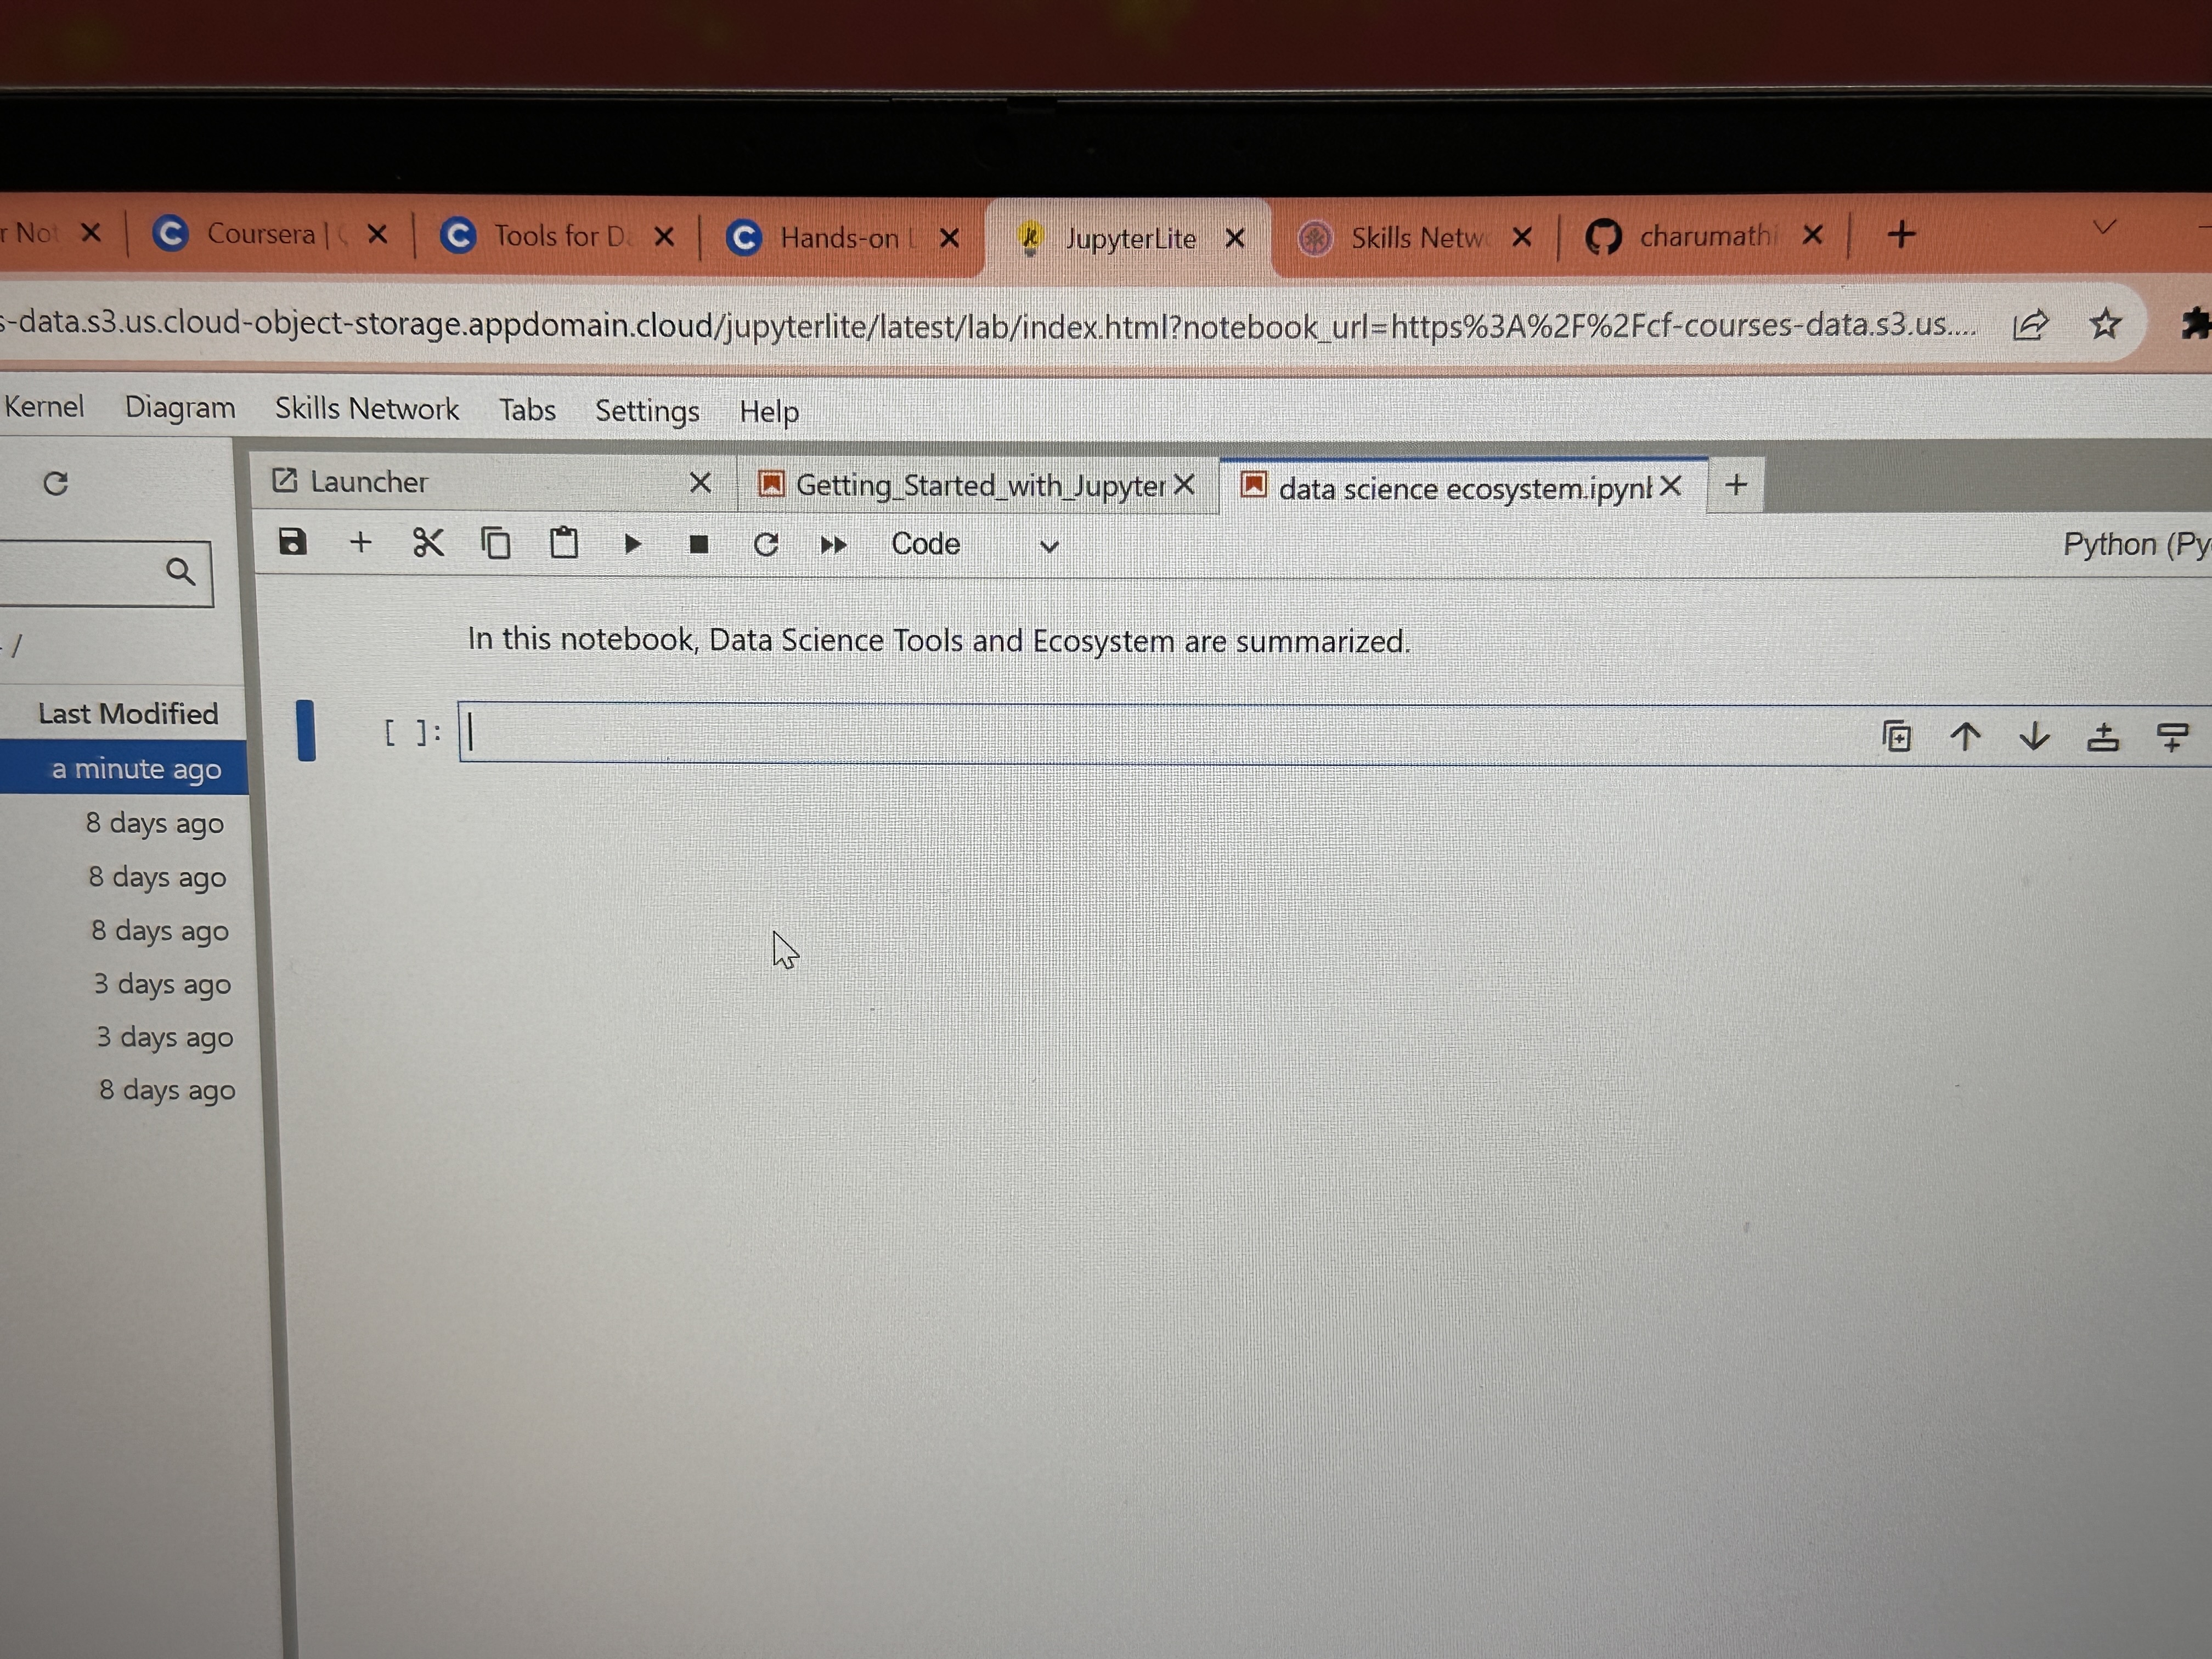 r Not
Coursera |
Tools for D
Hands-on L
JupyterLite
Skills Netw
charumathi
s-data.s3.us.cloud-object-storage.appdomain.cloud/jupyterlite/latest/lab/index.html?notebook_url=https%3A%2F%2Fcf-courses-data.s3.us....
Kernel Diagram Skills Network Tabs Settings Help
Launcher
Getting_Started_with_Jupyter
data science ecosystem.ipynb
Code
Python (Py
In this notebook, Data Science Tools and Ecosystem are summarized.
/
Last Modified
[ ]:
a minute ago
8 days ago
8 days ago
8 days ago
3 days ago
3 days ago
8 days ago